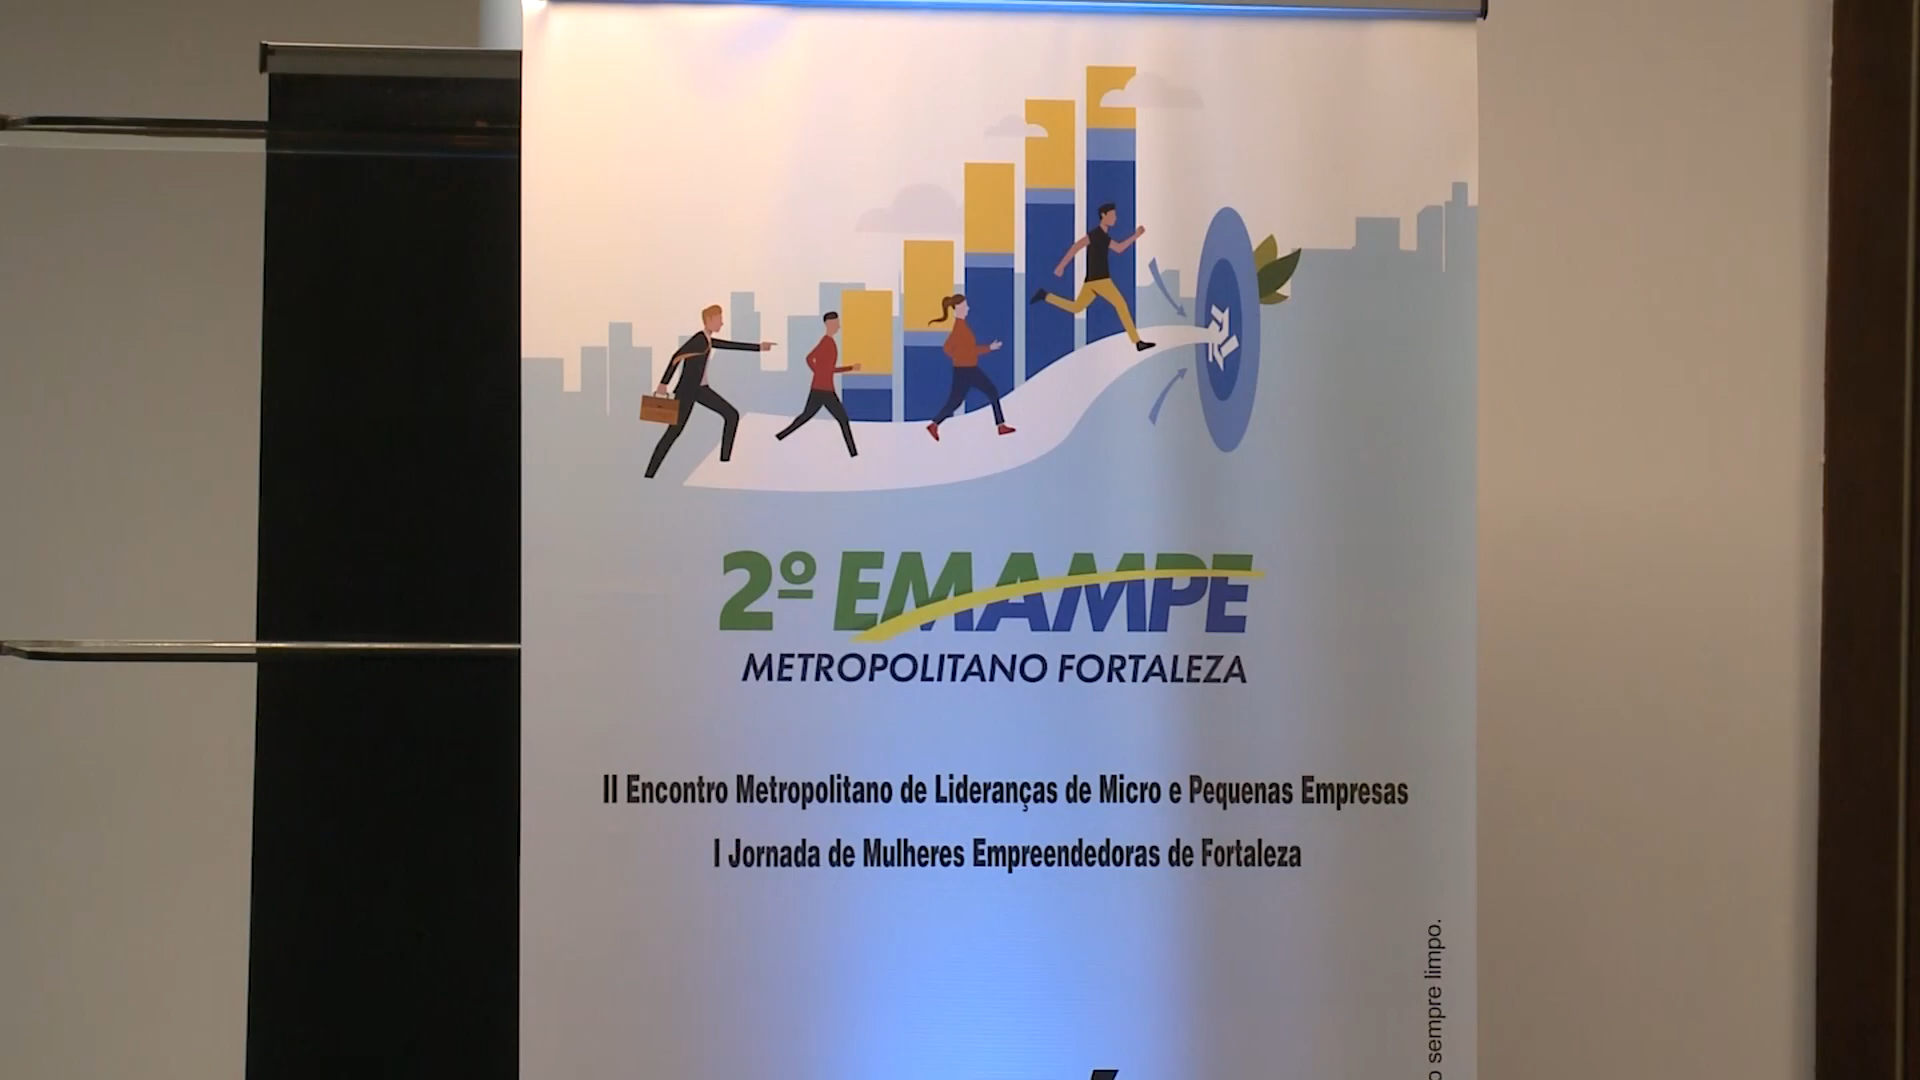 2º EMAMPE
METROPOLITANO FORTALEZA
II Encontro Metropolitano de Lideranças de Micro e Pequenas Empresas
I Jornada de Mulheres Empreendedoras de Fortaleza
sempre limpo.